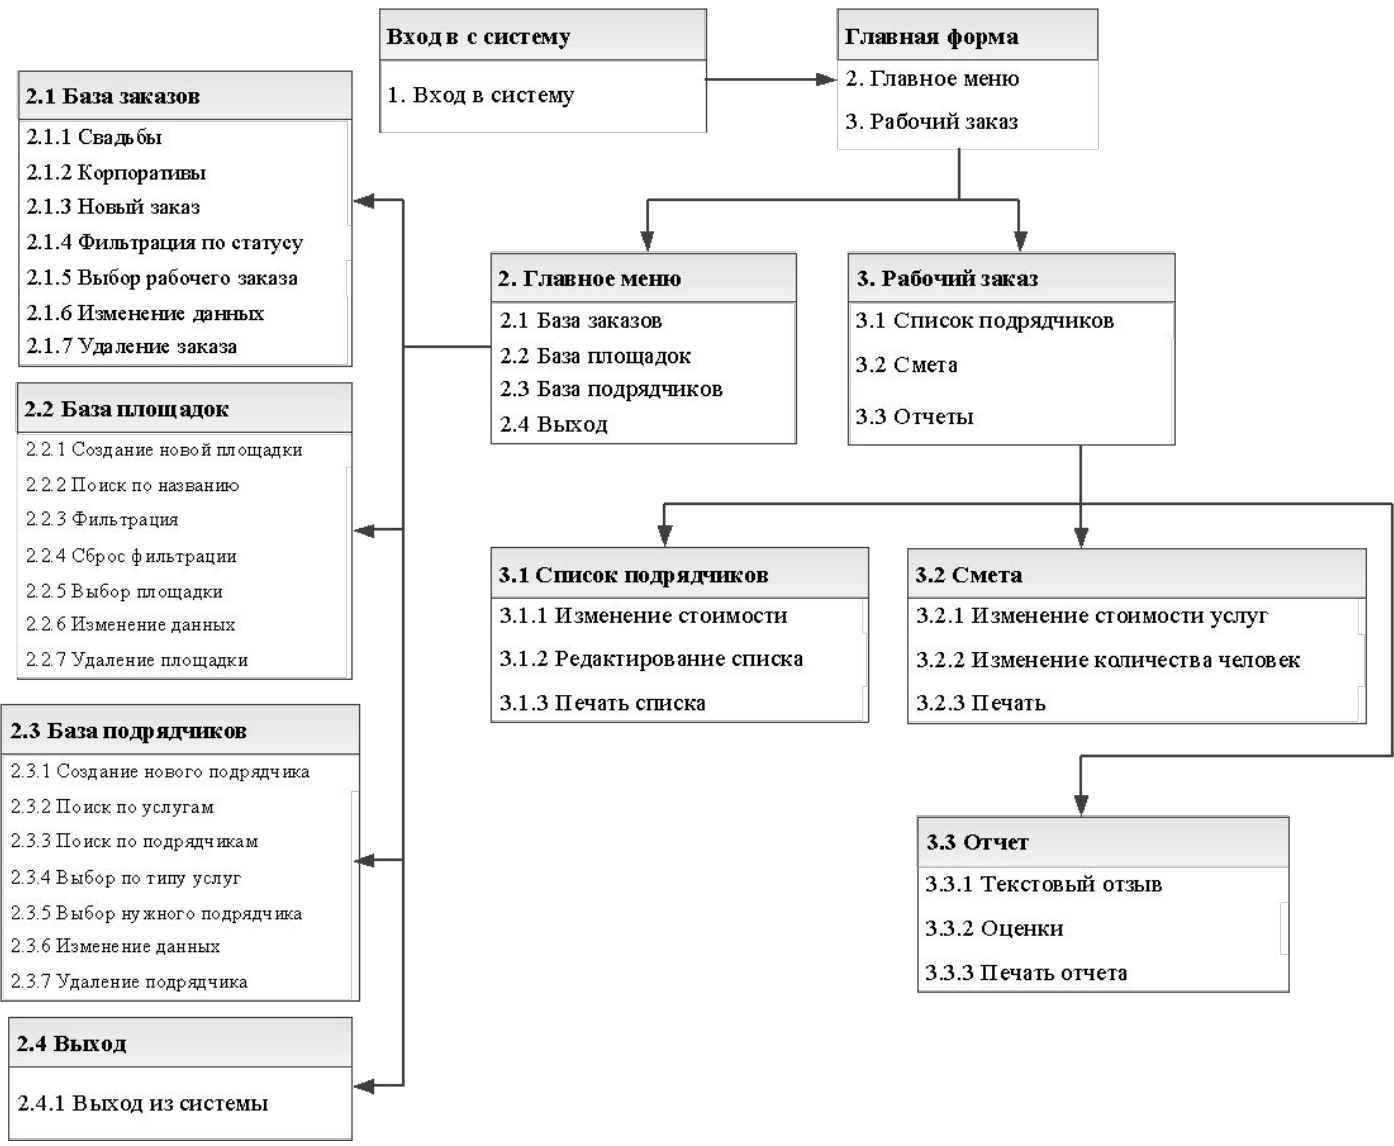 Вход в с систему
1. Вход в систему
Главная форма
2. Главное меню
3. Рабочий заказ
2.1 База заказов
2.1.1 Свадьбы
2.1.2 Корпоративы
2.1.3 Новый заказ
2.1.4 Фильтрация по статусу
2.1.5 Выбор рабочего заказа
2.1.6 Изменение данных
2.1.7 Удаление заказа
2. Главное меню
2.1 База заказов
2.2 База площадок
2.3 База подрядчиков
2.4 Выход
3. Рабочий заказ
3.1 Список подрядчиков
3.2 Смета
3.3 Отчеты
2.2 База площадок
2.2.1 Создание новой площадки
2.2.2 Поиск по названию
2.2.3 Фильтрация
2.2.4 Сброс фильтрации
2.2.5 Выбор площадки
2.2.6 Изменение данных
2.2.7 Удаление площадки
3.1 Список подрядчиков
3.1.1 Изменение стоимости
3.1.2 Редактирование списка
3.1.3 Печать списка
3.2 Смета
3.2.1 Изменение стоимости услуг
3.2.2 Изменение количества человек
3.2.3 Печать
2.3 База подрядчиков
2.3.1 Создание нового подрядчика
2.3.2 Поиск по услугам
2.3.3 Поиск по подрядчикам
2.3.4 Выбор по типу услуг
2.3.5 Выбор нужного подрядчика
2.3.6 Изменение данных
2.3.7 Удаление подрядчика
3.3 Отчет
3.3.1 Текстовый отзыв
3.3.2 Оценки
3.3.3 Печать отчета
2.4 Выход
2.4.1 Выход из системы